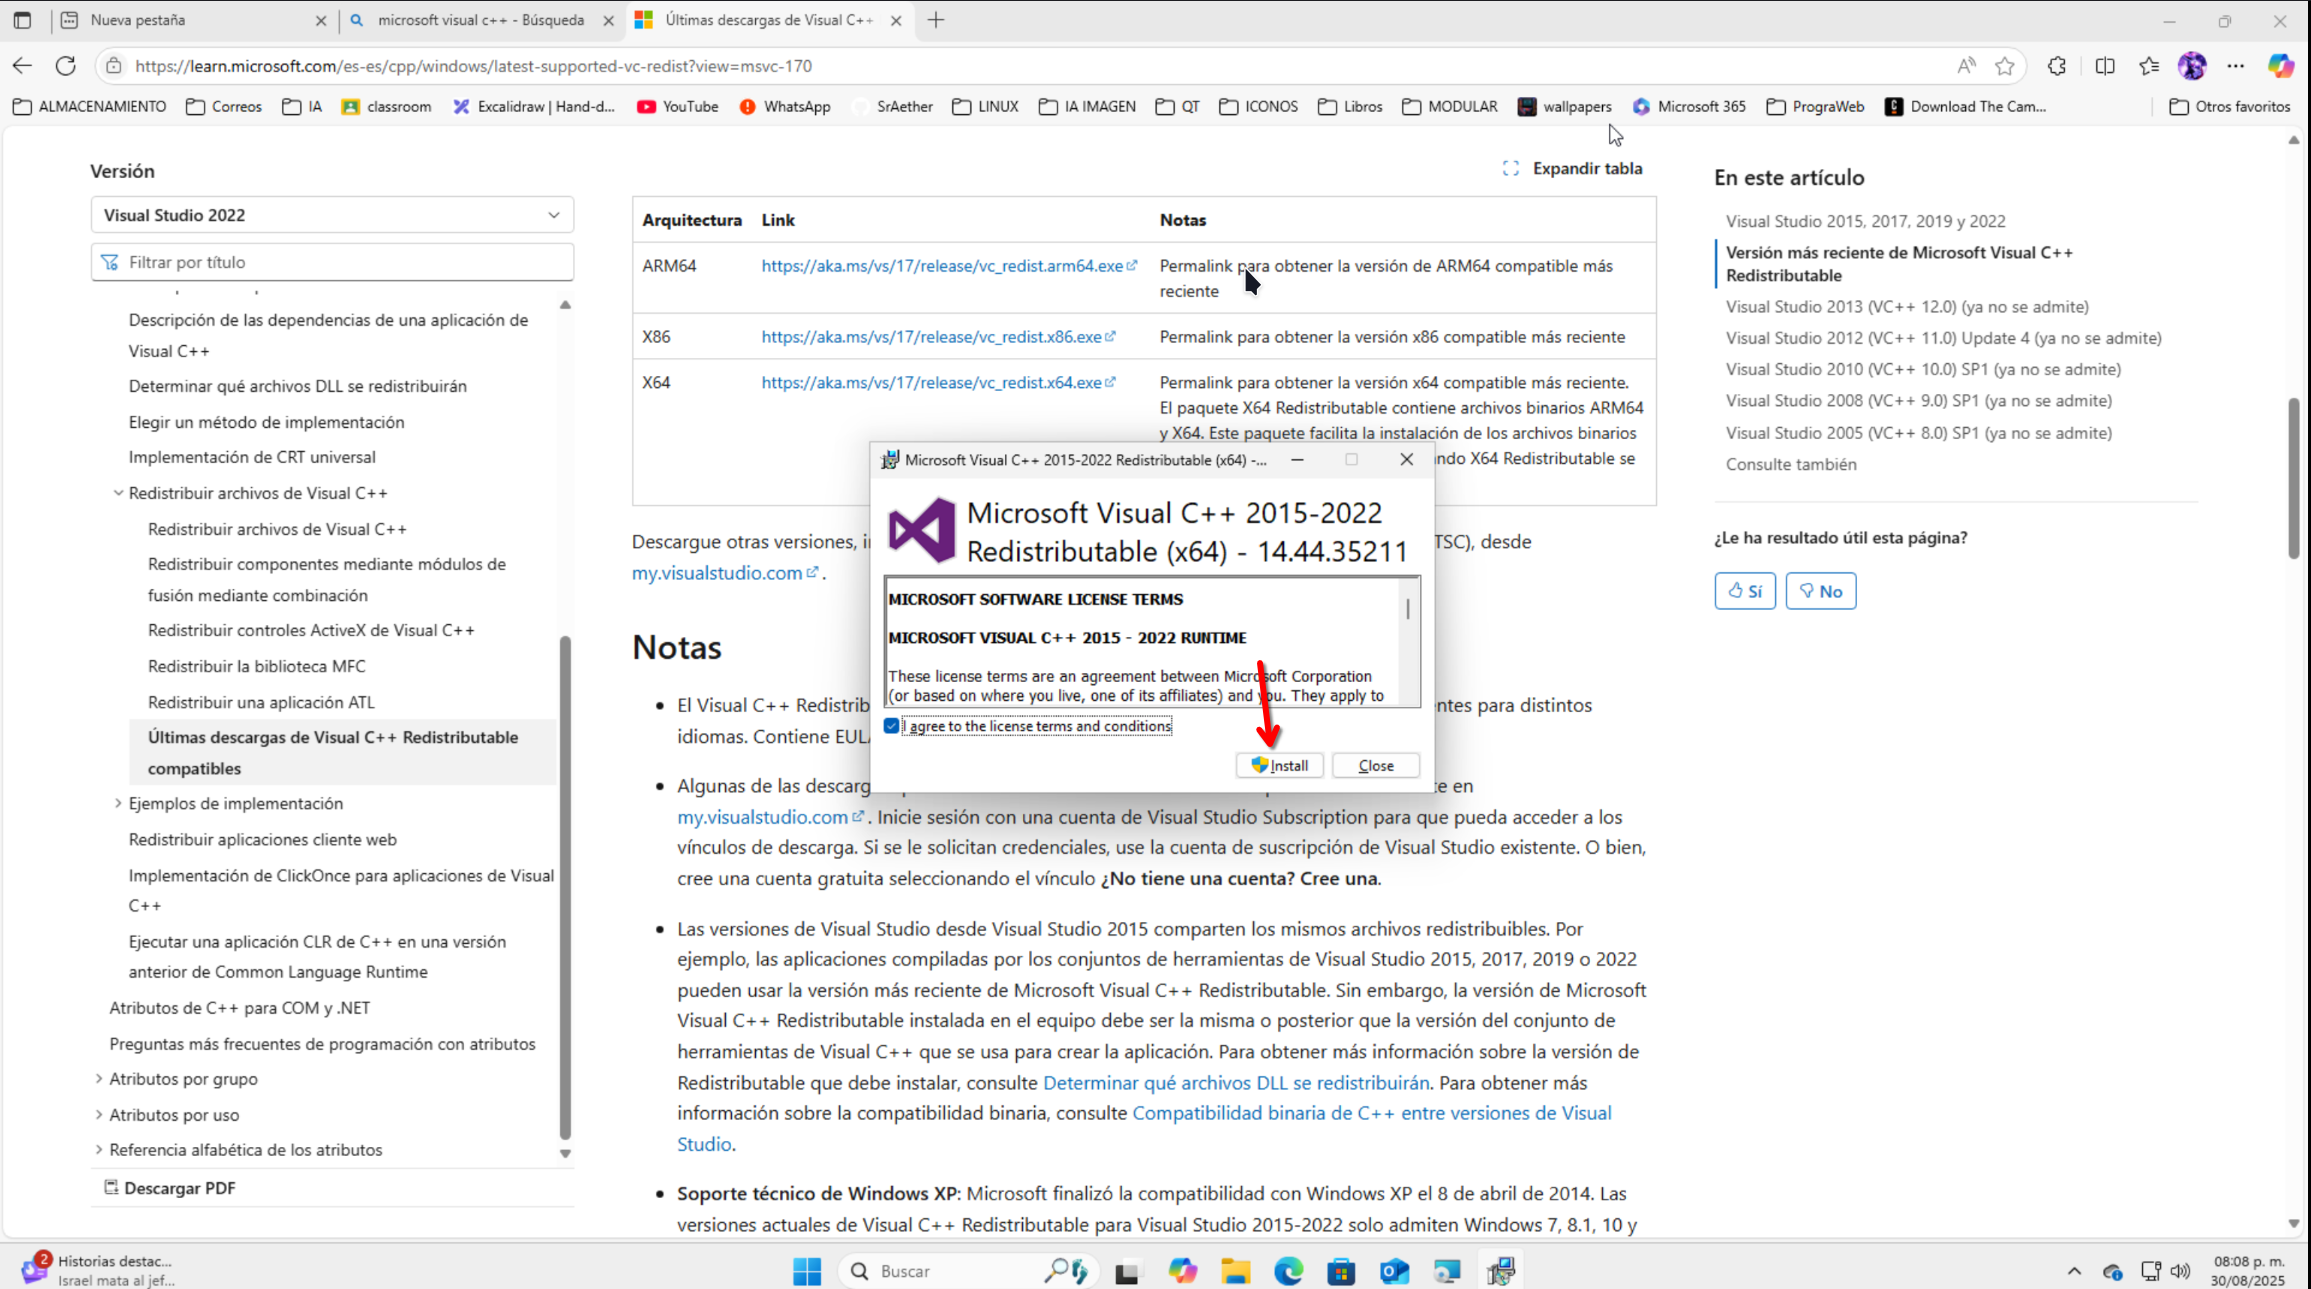 Nueva pestaña
microsoft visual c++ - Búsqueda
Últimas descargas de Visual C++
https://learn.microsoft.com/es-es/cpp/windows/latest-supported-vc-redist?view=msvc-170
ALMACENAMIENTO
Correos
IA
classroom
Excalidraw | Hand-d...
YouTube
WhatsApp
SrAether
LINUX
IA IMAGEN
QT
ICONOS
Libros
MODULAR
wallpapers
Microsoft 365
PrograWeb
Download The Cam...
Otros favoritos
Versión
Visual Studio 2022
Filtrar por título
Descripción de las dependencias de una aplicación de
Visual C++
Determinar qué archivos DLL se redistribuirán
Elegir un método de implementación
Implementación de CRT universal
Redistribuir archivos de Visual C++
Redistribuir archivos de Visual C++
Redistribuir componentes mediante módulos de
fusión mediante combinación
Redistribuir controles ActiveX de Visual C++
Redistribuir la biblioteca MFC
Redistribuir una aplicación ATL
Últimas descargas de Visual C++ Redistributable
compatibles
Ejemplos de implementación
Redistribuir aplicaciones cliente web
Implementación de ClickOnce para aplicaciones de Visual
C++
Ejecutar una aplicación CLR de C++ en una versión
anterior de Common Language Runtime
Atributos de C++ para COM y .NET
Preguntas más frecuentes de programación con atributos
Atributos por grupo
Atributos por uso
Referencia alfabética de los atributos
Descargar PDF
Expandir tabla
Arquitectura Link Notas
ARM64 https://aka.ms/vs/17/release/vc_redist.arm64.exe Permalink para obtener la versión de ARM64 compatible más
reciente
X86 https://aka.ms/vs/17/release/vc_redist.x86.exe Permalink para obtener la versión x86 compatible más reciente
X64 https://aka.ms/vs/17/release/vc_redist.x64.exe Permalink para obtener la versión x64 compatible más reciente.
El paquete X64 Redistributable contiene archivos binarios ARM64
y X64. Este paquete facilita la instalación de los archivos binarios
ndo X64 Redistributable se
Descargue otras versiones, i TSC), desde
my.visualstudio.com .
Notas
El Visual C++ Redistrib ntes para distintos
idiomas. Contiene EUL
Algunas de las descarg te en
my.visualstudio.com . Inicie sesión con una cuenta de Visual Studio Subscription para que pueda acceder a los
vínculos de descarga. Si se le solicitan credenciales, use la cuenta de suscripción de Visual Studio existente. O bien,
cree una cuenta gratuita seleccionando el vínculo ¿No tiene una cuenta? Cree una.
Las versiones de Visual Studio desde Visual Studio 2015 comparten los mismos archivos redistribuibles. Por
ejemplo, las aplicaciones compiladas por los conjuntos de herramientas de Visual Studio 2015, 2017, 2019 o 2022
pueden usar la versión más reciente de Microsoft Visual C++ Redistributable. Sin embargo, la versión de Microsoft
Visual C++ Redistributable instalada en el equipo debe ser la misma o posterior que la versión del conjunto de
herramientas de Visual C++ que se usa para crear la aplicación. Para obtener más información sobre la versión de
Redistributable que debe instalar, consulte Determinar qué archivos DLL se redistribuirán. Para obtener más
información sobre la compatibilidad binaria, consulte Compatibilidad binaria de C++ entre versiones de Visual
Studio.
Soporte técnico de Windows XP: Microsoft finalizó la compatibilidad con Windows XP el 8 de abril de 2014. Las
versiones actuales de Visual C++ Redistributable para Visual Studio 2015-2022 solo admiten Windows 7, 8.1, 10 y
Microsoft Visual C++ 2015-2022 Redistributable (x64) -...
Microsoft Visual C++ 2015-2022
Redistributable (x64) - 14.44.35211
MICROSOFT SOFTWARE LICENSE TERMS
MICROSOFT VISUAL C++ 2015 - 2022 RUNTIME
These license terms are an agreement between Microsoft Corporation
(or based on where you live, one of its affiliates) and you. They apply to
I agree to the license terms and conditions
Install
Close
En este artículo
Visual Studio 2015, 2017, 2019 y 2022
Versión más reciente de Microsoft Visual C++
Redistributable
Visual Studio 2013 (VC++ 12.0) (ya no se admite)
Visual Studio 2012 (VC++ 11.0) Update 4 (ya no se admite)
Visual Studio 2010 (VC++ 10.0) SP1 (ya no se admite)
Visual Studio 2008 (VC++ 9.0) SP1 (ya no se admite)
Visual Studio 2005 (VC++ 8.0) SP1 (ya no se admite)
Consulte también
¿Le ha resultado útil esta página?
Sí
No
2
Historias destac...
Israel mata al jef...
Buscar
08:08 p. m.
30/08/2025